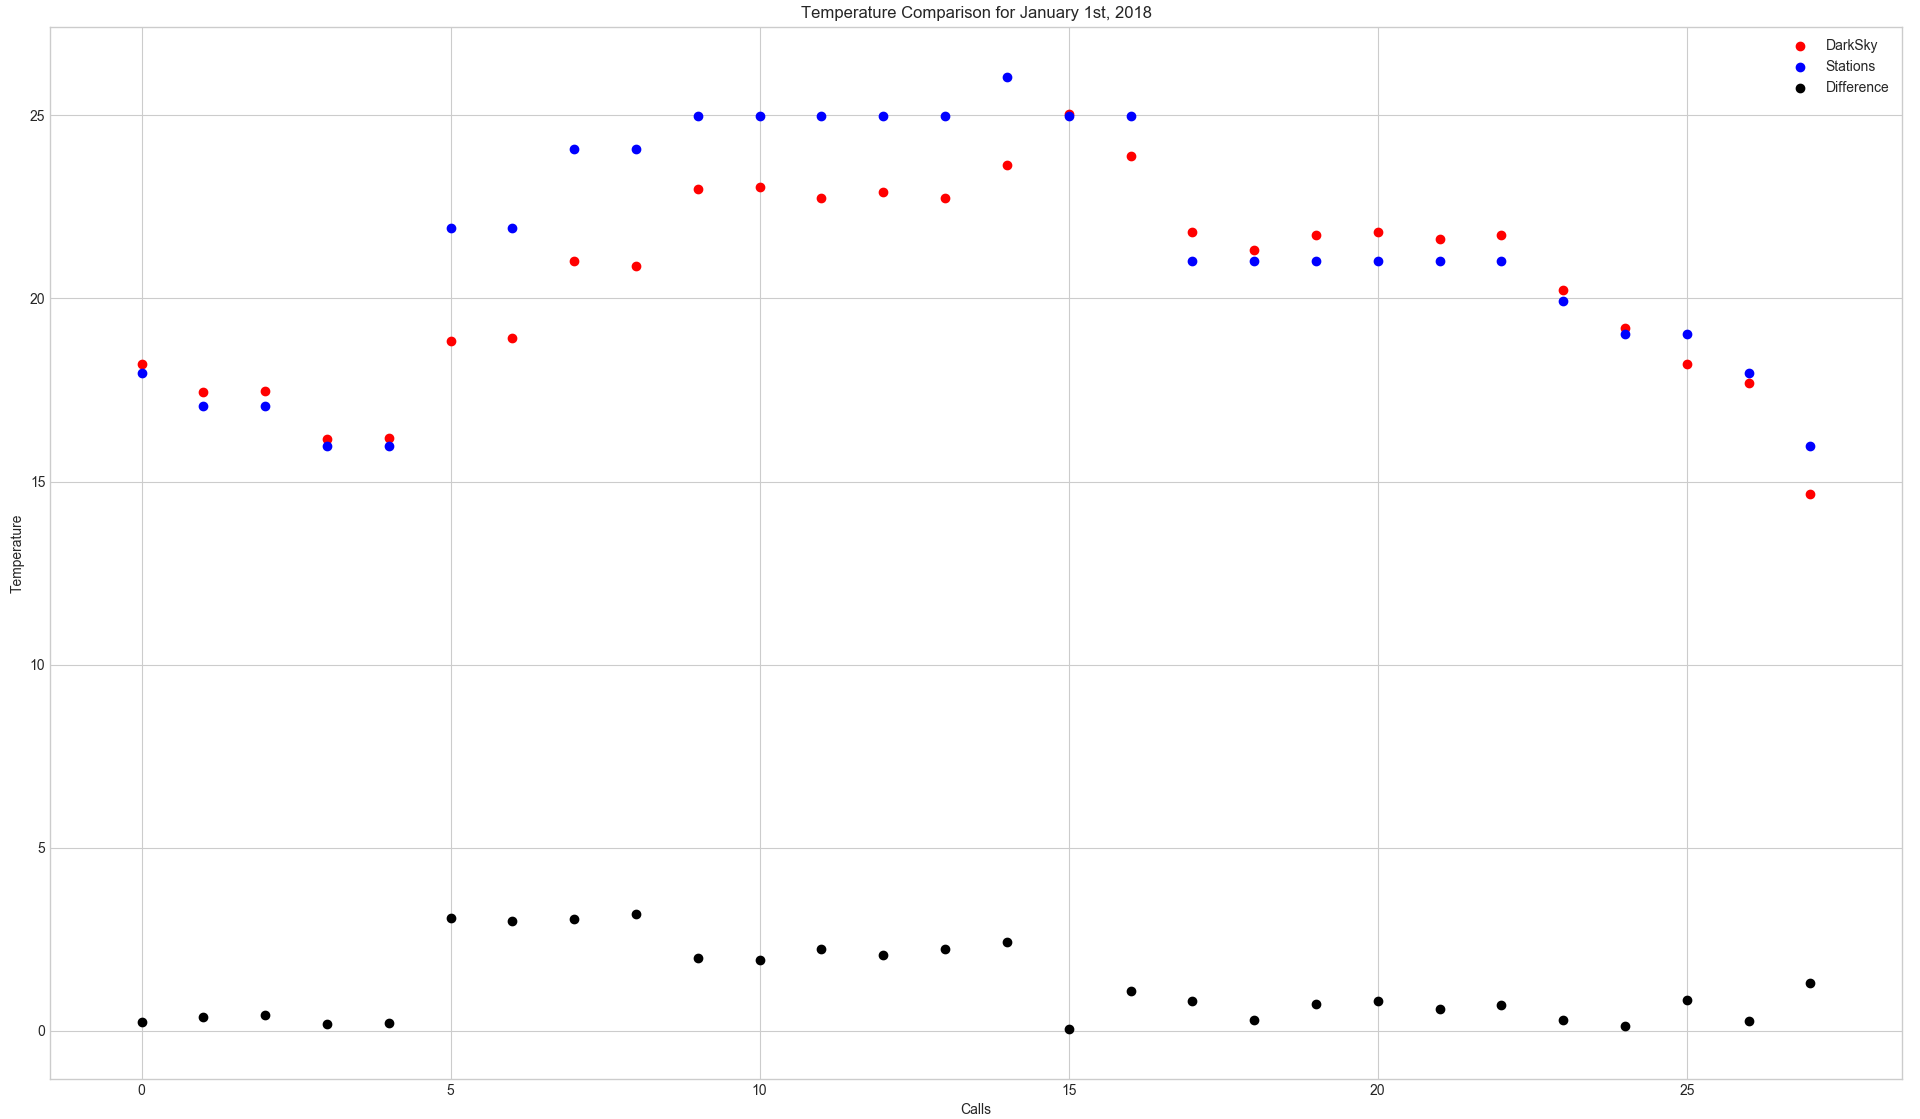 Temperature Comparison for January 1st, 2018
DarkSky
Stations
Difference
25
20
15
10
5
0
Temperature
0 5 10 15 20 25
Calls